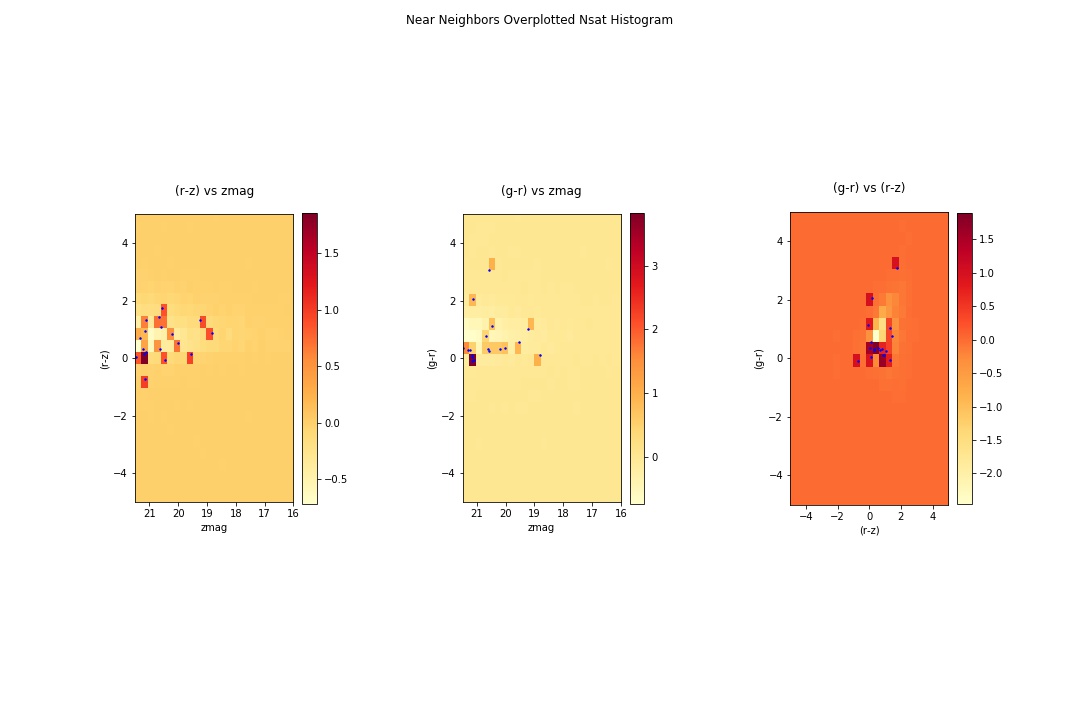 Near Neighbors Overplotted Nsat Histogram
(r-z) vs zmag
(r-z)
4
2
0
−2
−4
21 20 19 18 17 16
zmag
1.5
1.0
0.5
0.0
−0.5
(g-r) vs zmag
(g-r)
4
2
0
−2
−4
21 20 19 18 17 16
zmag
3
2
1
0
(g-r) vs (r-z)
(g-r)
4
2
0
−2
−4
−4 −2 0 2 4
(r-z)
1.5
1.0
0.5
0.0
−0.5
−1.0
−1.5
−2.0